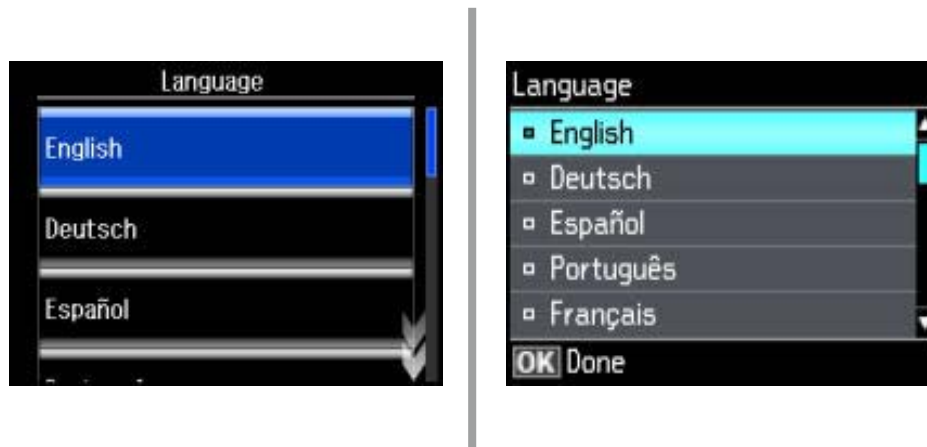 Language
English
Deutsch
Español
Language
English
Deutsch
Español
Português
Français
OK Done